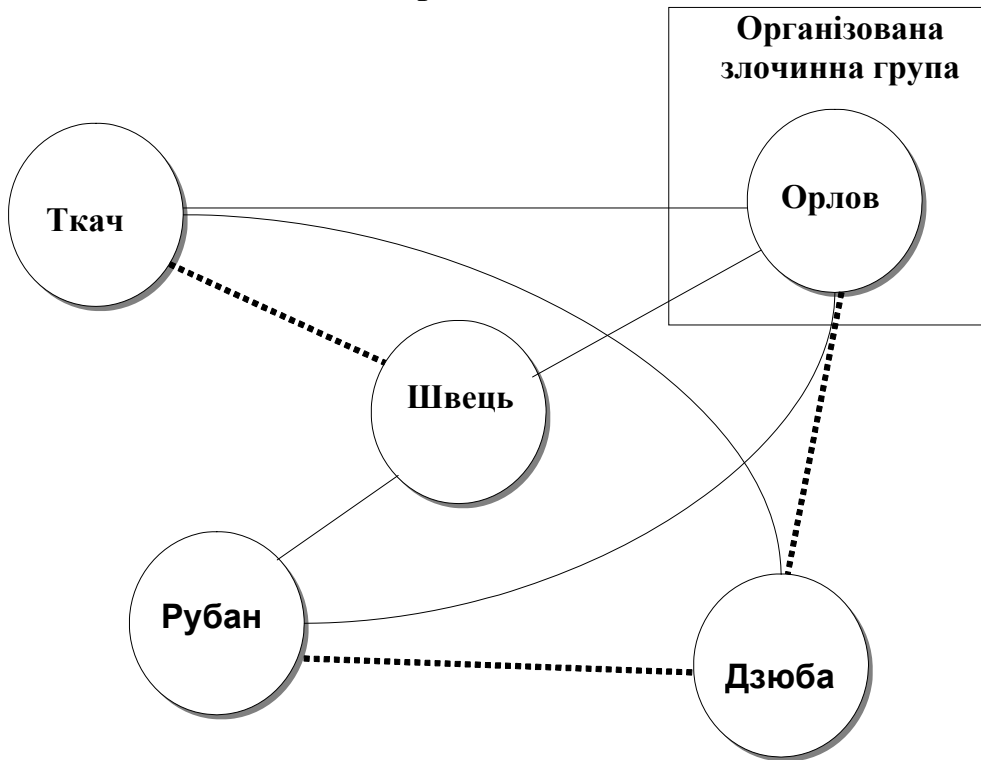 Організована
злочинна група
Орлов
Ткач
Швець
Рубан
Дзюба